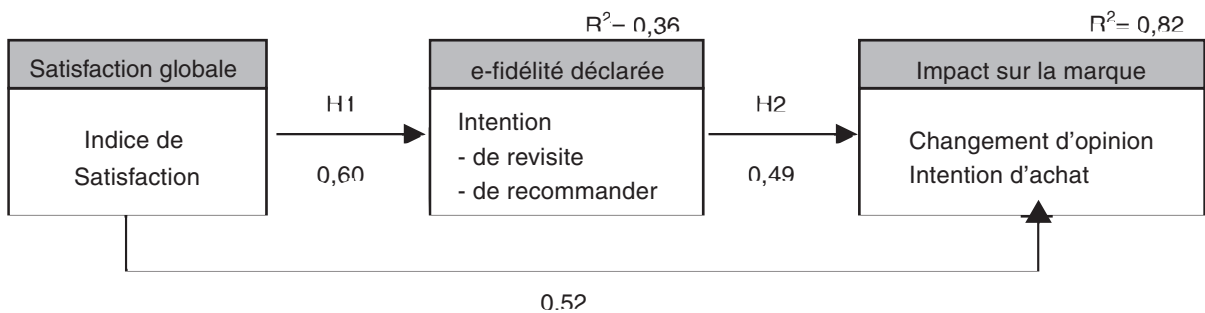 R²= 0,36
R²= 0,82
Satisfaction globale
e-fidélité déclarée
Impact sur la marque
H1
H2
Indice de
Satisfaction
Intention
- de revisite
- de recommander
Changement d'opinion
Intention d'achat
0,60
0,49
0,52